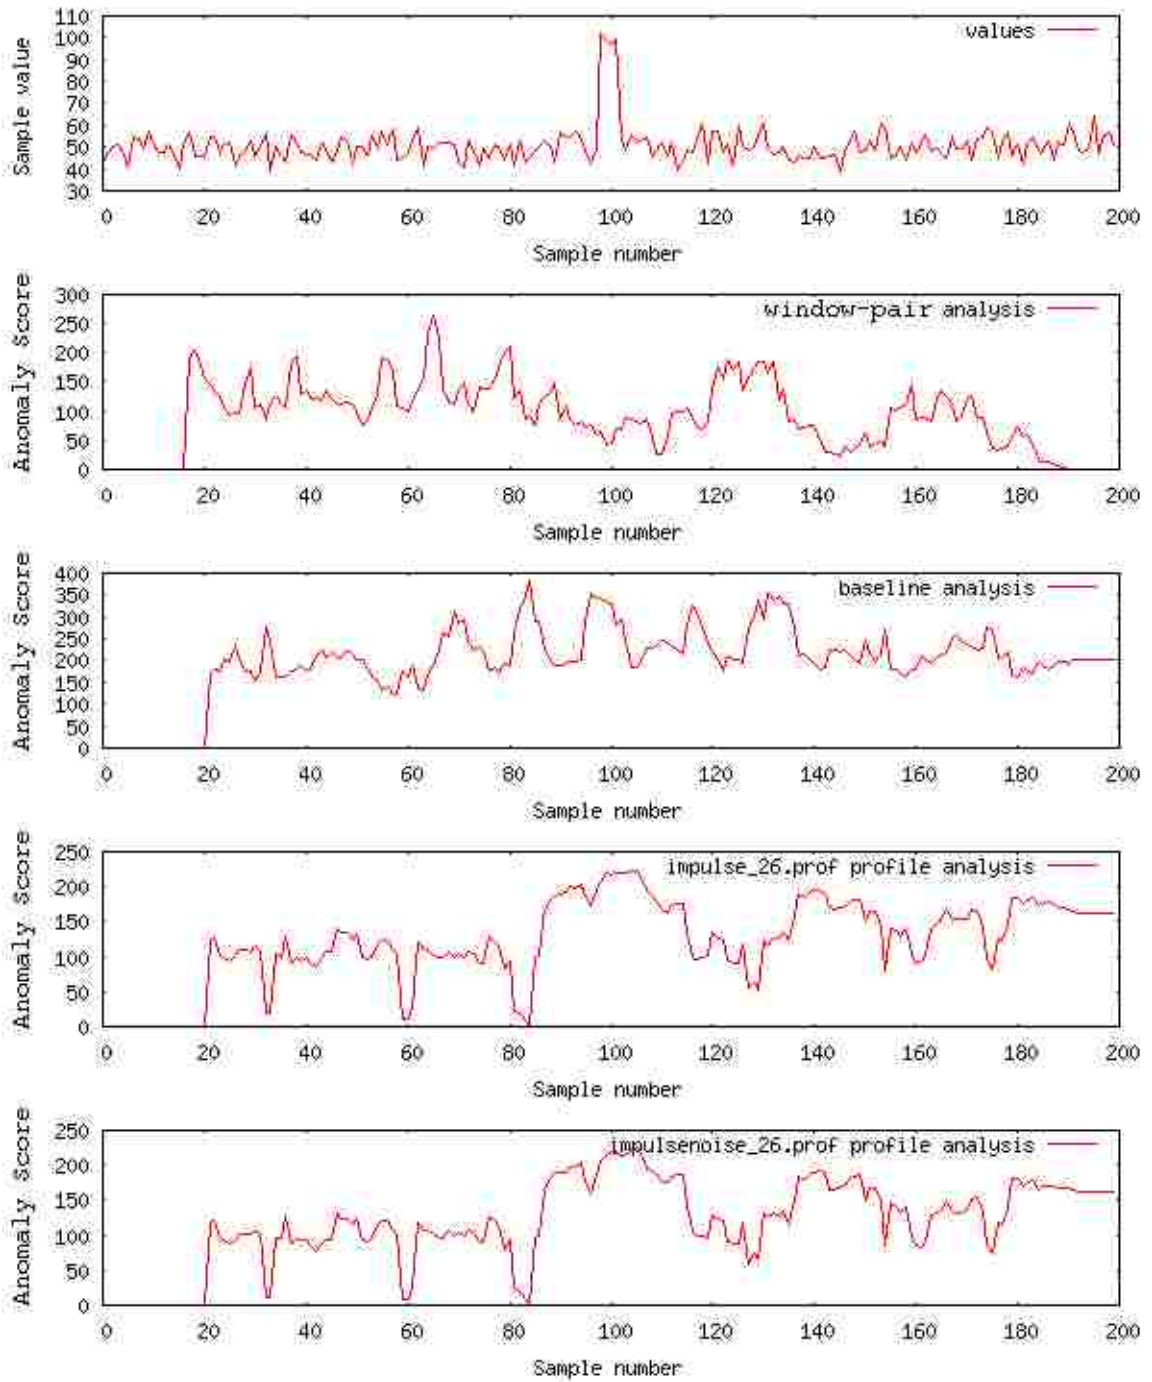 110
100
90
80
70
60
50
40
30
Sample value
values
0 20 40 60 80 100 120 140 160 180 200
Sample number
300
250
200
150
100
50
0
Anomaly Score
window-pair analysis
0 20 40 60 80 100 120 140 160 180 200
Sample number
400
350
300
250
200
150
100
50
0
Anomaly Score
baseline analysis
0 20 40 60 80 100 120 140 160 180 200
Sample number
250
200
150
100
50
0
Anomaly Score
impulse_26.prof profile analysis
0 20 40 60 80 100 120 140 160 180 200
Sample number
250
200
150
100
50
0
Anomaly Score
impulsenoise_26.prof profile analysis
0 20 40 60 80 100 120 140 160 180 200
Sample number